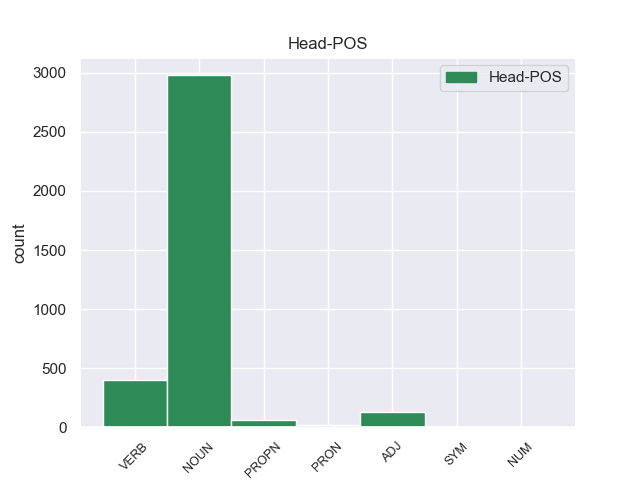 Head-POS
Head-POS
3000
2500
2000
1500
1000
500
0
count
VERB
NOUN
PROPN
PRON
ADJ
SYM
NUM